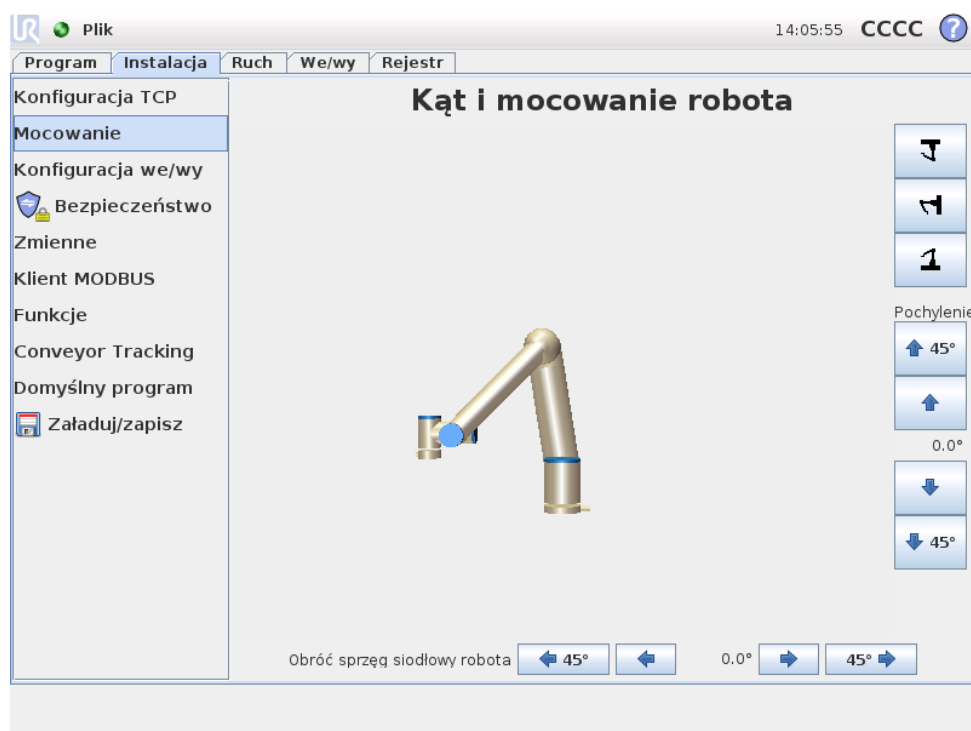 UR Plik 14:05:55 CCCC ?
Program Instalacja Ruch We/wy Rejestr
Konfiguracja TCP
Mocowanie
Konfiguracja we/wy
Bezpieczeństwo
Zmienne
Klient MODBUS
Funkcje
Conveyor Tracking
Domyślny program
Załaduj/zapisz
Kąt i mocowanie robota
Pochylenie
45°
0.0°
45°
Obróć sprzęg siodłowy robota 45° 0.0° 45°